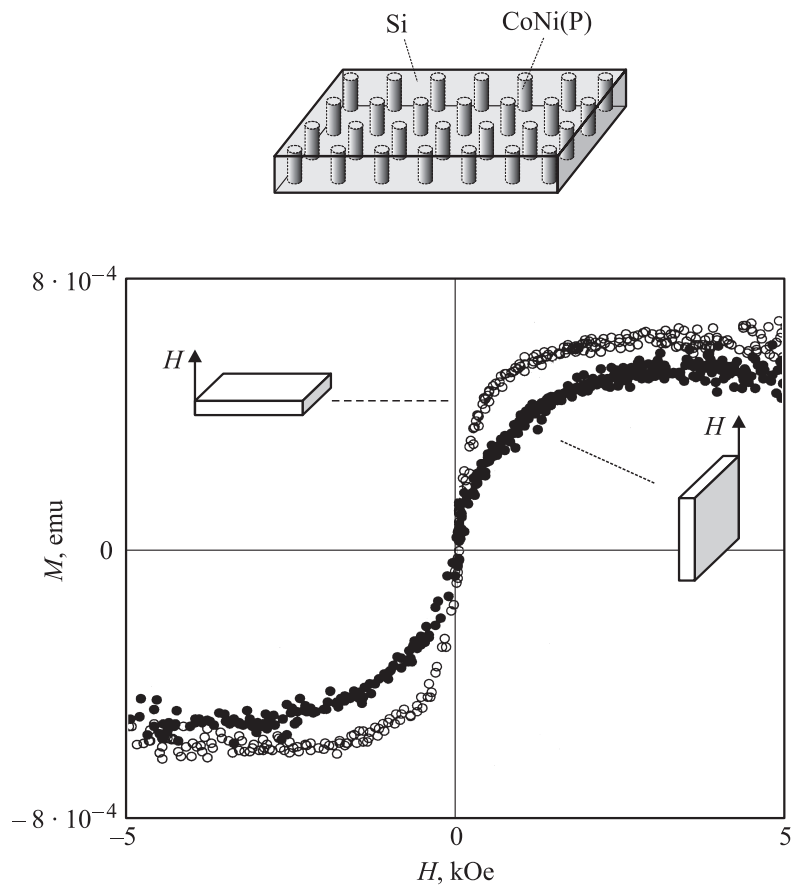 Si CoNi(P)
8 · 10⁻⁴
H
H
M, emu
0
– 8 · 10⁻⁴
–5 0 5
H, kOe